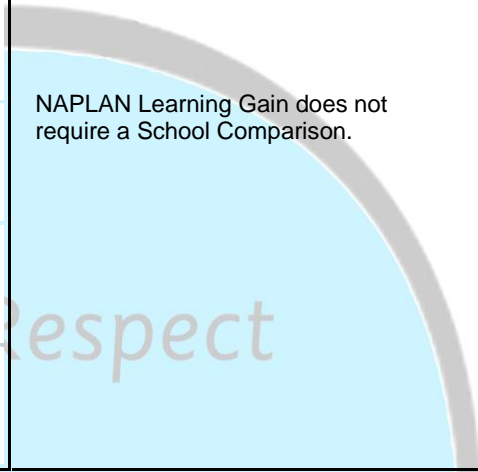 NAPLAN Learning Gain does not
require a School Comparison.
Respect